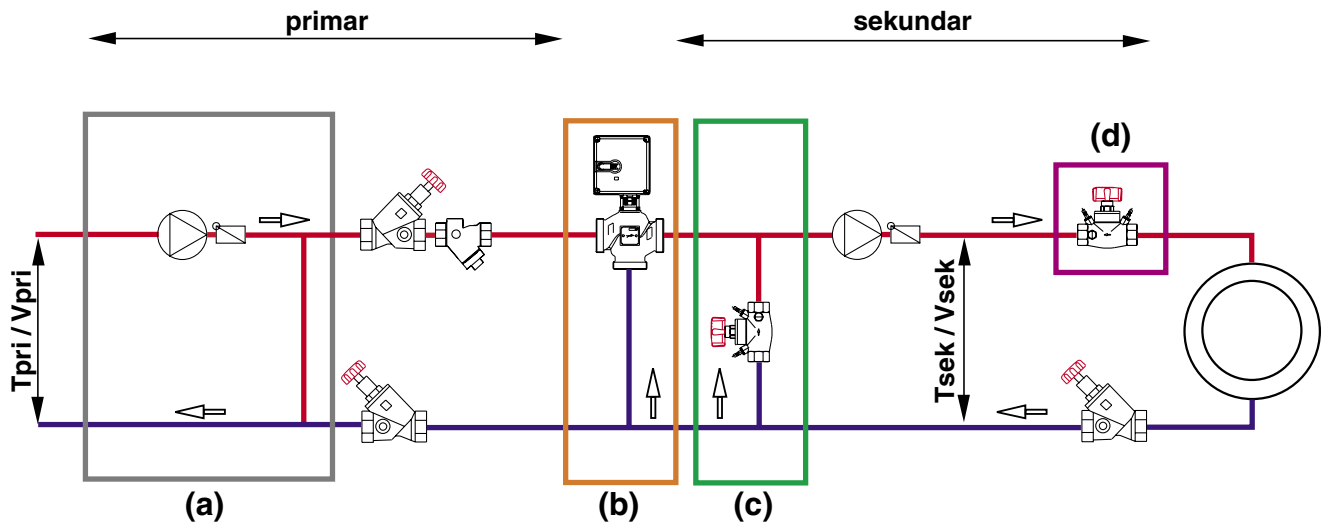 primar
sekundar
(d)
Tpri / Vpri
Tsek / Vsek
(a)
(b)
(c)